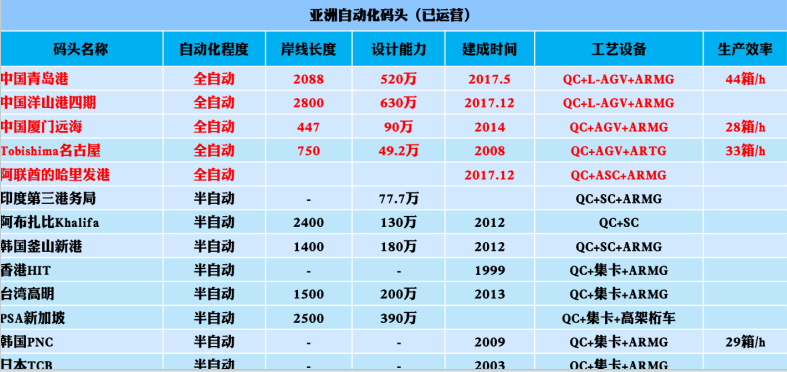 亚洲自动化码头（已运营）
码头名称 自动化程度 岸线长度 设计能力 建成时间 工艺设备 生产效率
中国青岛港 全自动 2088 520万 2017.5 QC+L-AGV+ARMG 44箱/h
中国洋山港四期 全自动 2800 630万 2017.12 QC+L-AGV+ARMG
中国厦门远海 全自动 447 90万 2014 QC+AGV+ARMG 28箱/h
Tobishima名古屋 全自动 750 49.2万 2008 QC+AGV+ARTG 33箱/h
阿联酋的哈里发港 全自动 2017.12 QC+ASC+ARMG
印度第三港务局 半自动 - 77.7万 QC+SC+ARMG
阿布扎比Khalifa 半自动 2400 130万 2012 QC+SC
韩国釜山新港 半自动 1400 180万 2012 QC+SC+ARMG
香港HIT 半自动 - - 1999 QC+集卡+ARMG
台湾高明 半自动 1500 200万 2013 QC+集卡+ARMG
PSA新加坡 半自动 2500 390万 QC+集卡+高架桁车
韩国PNC 半自动 - - 2009 QC+集卡+ARMG 29箱/h
日本TCB 半自动 - - 2003 QC+集卡+ARMG